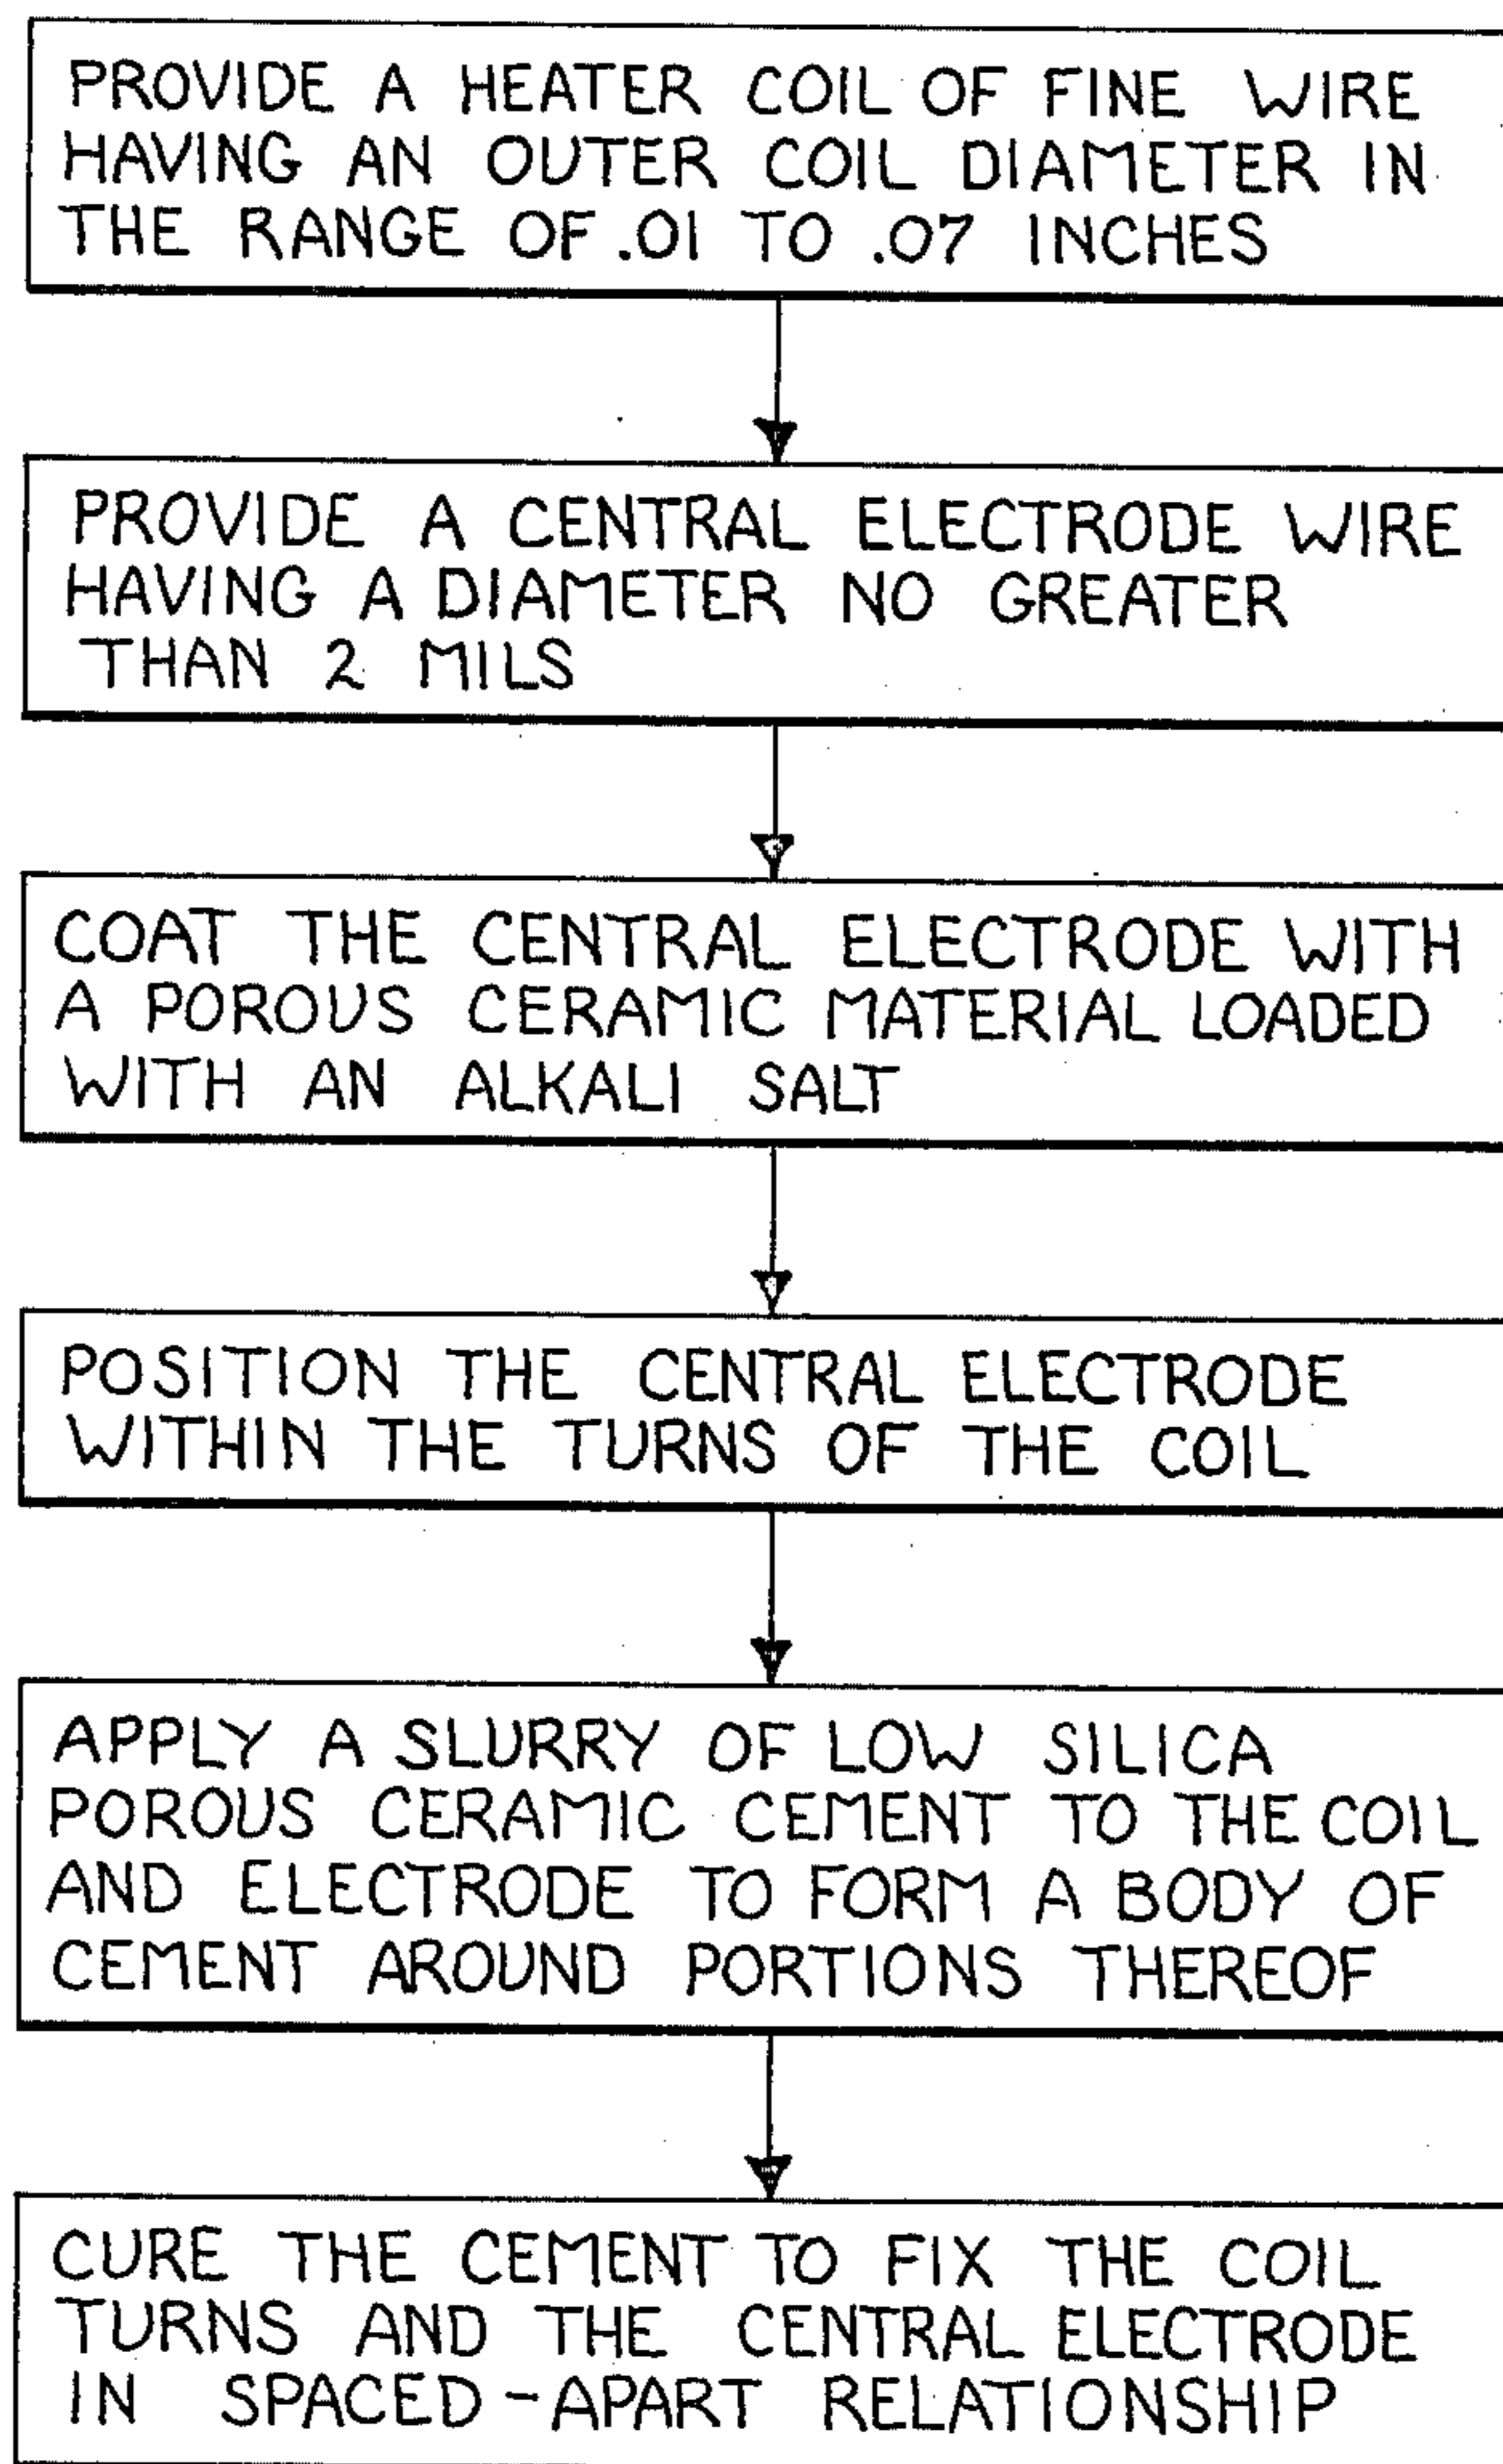 PROVIDE A HEATER COIL OF FINE WIRE
HAVING AN OUTER COIL DIAMETER IN
THE RANGE OF .01 TO .07 INCHES
PROVIDE A CENTRAL ELECTRODE WIRE
HAVING A DIAMETER NO GREATER
THAN 2 MILS
COAT THE CENTRAL ELECTRODE WITH
A POROUS CERAMIC MATERIAL LOADED
WITH AN ALKALI SALT
POSITION THE CENTRAL ELECTRODE
WITHIN THE TURNS OF THE COIL
APPLY A SLURRY OF LOW SILICA
POROUS CERAMIC CEMENT TO THE COIL
AND ELECTRODE TO FORM A BODY OF
CEMENT AROUND PORTIONS THEREOF
CURE THE CEMENT TO FIX THE COIL
TURNS AND THE CENTRAL ELECTRODE
IN SPACED-APART RELATIONSHIP